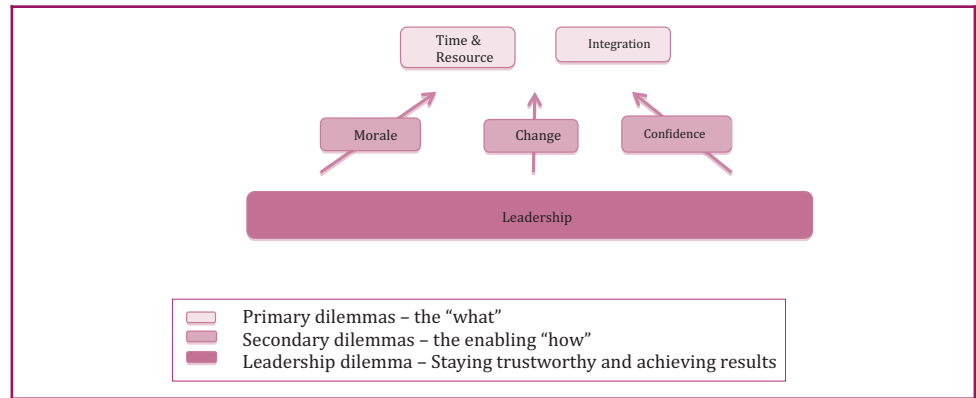 Time &
Resource
Integration
Morale
Change
Confidence
Leadership
Primary dilemmas – the “what”
Secondary dilemmas – the enabling “how”
Leadership dilemma – Staying trustworthy and achieving results